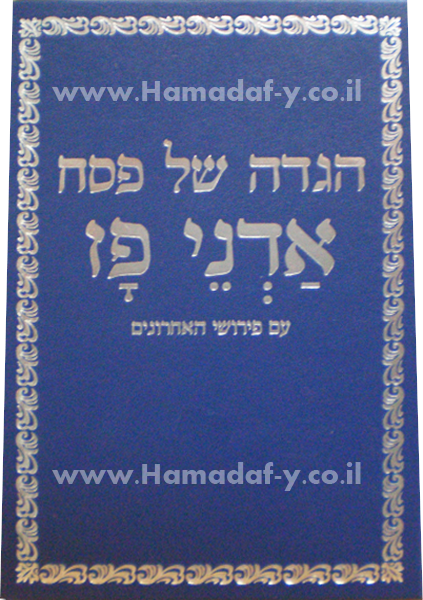 www.Hamadaf-y.co.il
הגדה של פסח
אַדְנֵי פָּז
עם פירושי האחרונים
www.Hamadaf-y.co.il